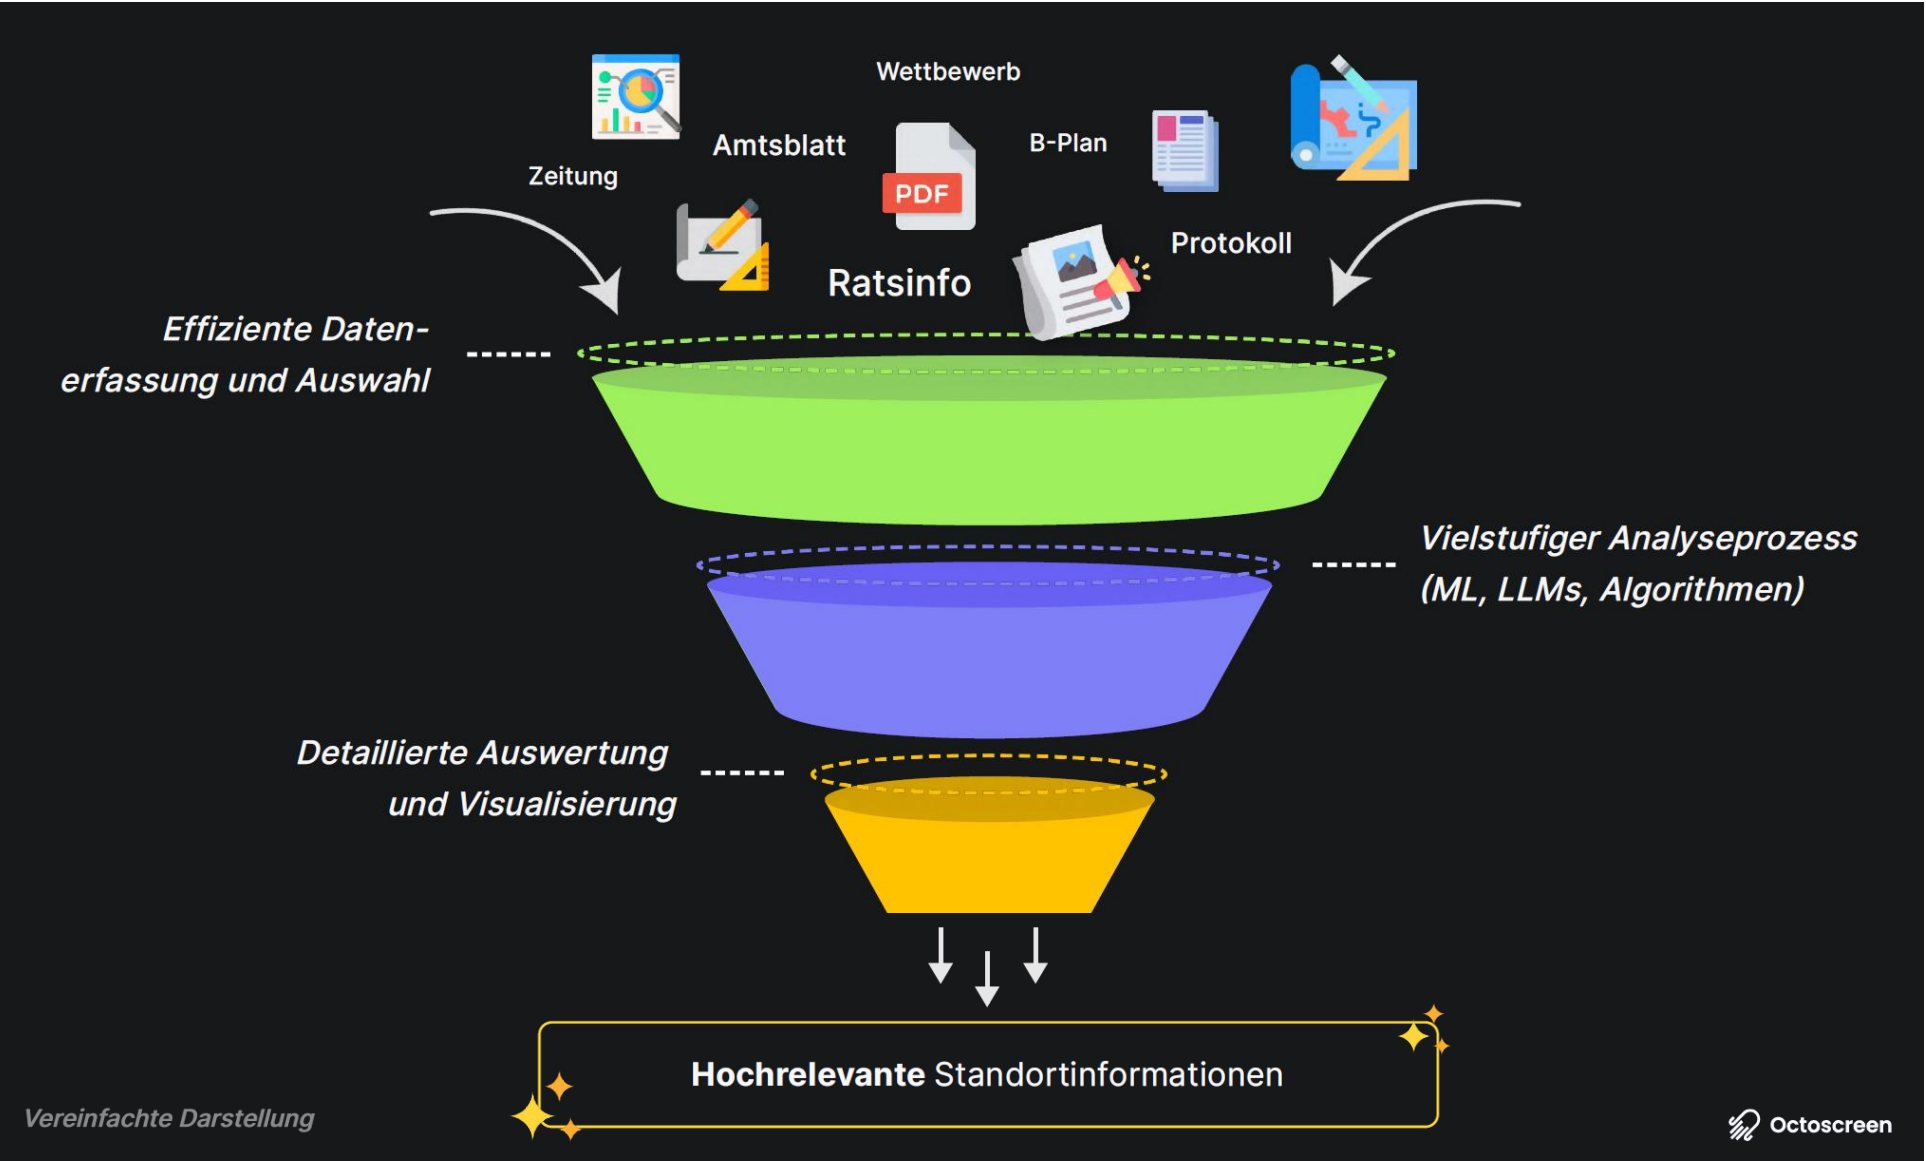 Wettbewerb
Amtsblatt
B-Plan
Zeitung
PDF
Protokoll
Ratsinfo
Effiziente Daten-
erfassung und Auswahl
Vielstufiger Analyseprozess
(ML, LLMs, Algorithmen)
Detaillierte Auswertung
und Visualisierung
Hochrelevante Standortinformationen
Vereinfachte Darstellung
Octoscreen